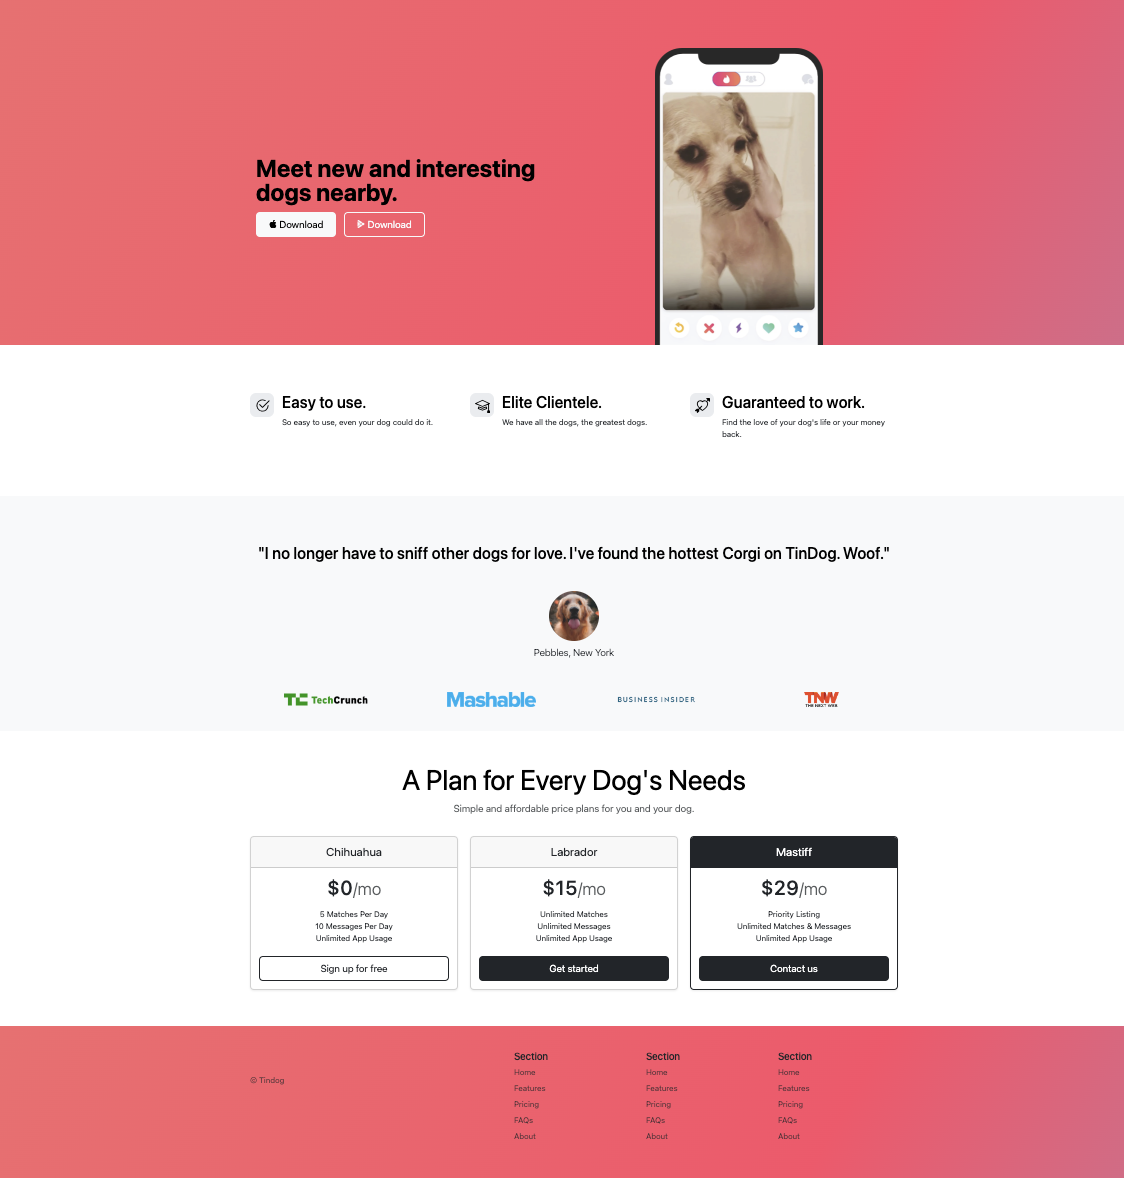 Meet new and interesting
dogs nearby.
Download
Download
Easy to use.
So easy to use, even your dog could do it.
Elite Clientele.
We have all the dogs, the greatest dogs.
Guaranteed to work.
Find the love of your dog's life or your money
back.
"I no longer have to sniff other dogs for love. I've found the hottest Corgi on TinDog. Woof."
Pebbles, New York
TC TechCrunch
Mashable
BUSINESS INSIDER
TNW
THE NEXT WEB
A Plan for Every Dog's Needs
Simple and affordable price plans for you and your dog.
Chihuahua
$0/mo
5 Matches Per Day
10 Messages Per Day
Unlimited App Usage
Sign up for free
Labrador
$15/mo
Unlimited Matches
Unlimited Messages
Unlimited App Usage
Get started
Mastiff
$29/mo
Priority Listing
Unlimited Matches & Messages
Unlimited App Usage
Contact us
© Tindog
Section
Home
Features
Pricing
FAQs
About
Section
Home
Features
Pricing
FAQs
About
Section
Home
Features
Pricing
FAQs
About